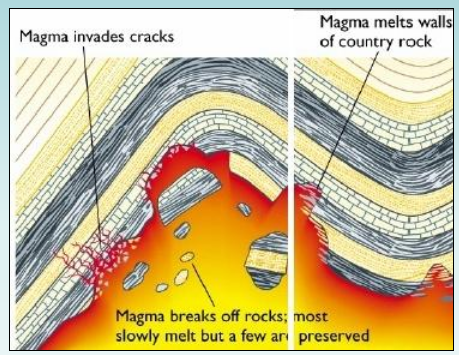 Magma invades cracks
Magma melts walls
of country rock
Magma breaks off rocks; most
slowly melt but a few are preserved